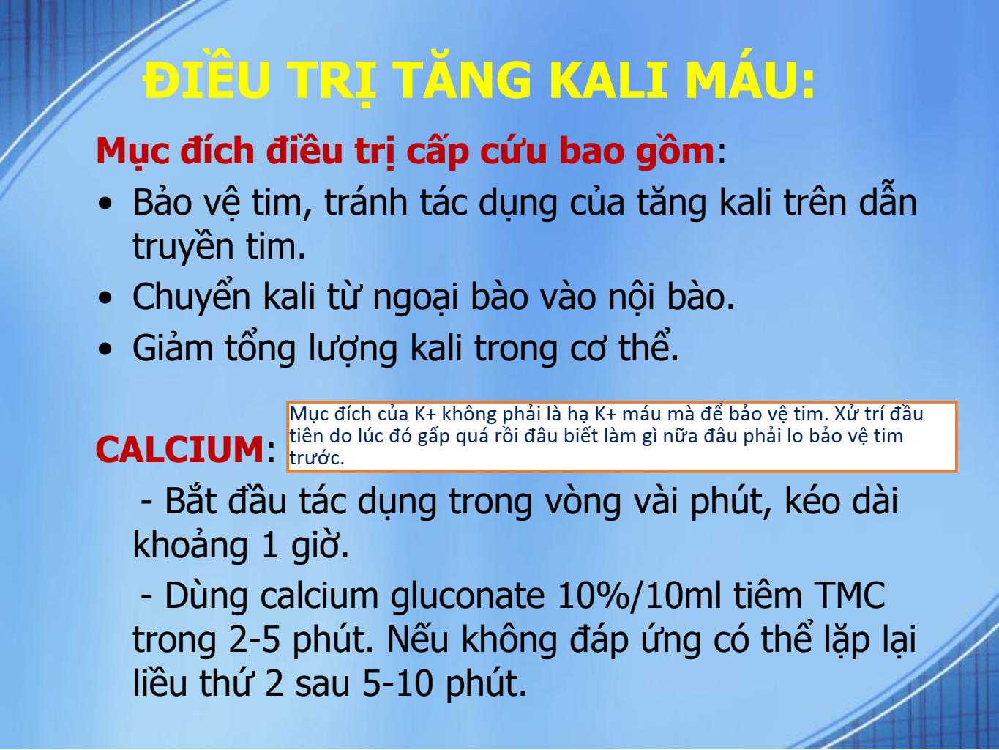 ĐIỀU TRỊ TĂNG KALI MÁU:
Mục đích điều trị cấp cứu bao gồm:
• Bảo vệ tim, tránh tác dụng của tăng kali trên dẫn
truyền tim.
• Chuyển kali từ ngoại bào vào nội bào.
• Giảm tổng lượng kali trong cơ thể.
CALCIUM:
Mục đích của K+ không phải là hạ K+ máu mà để bảo vệ tim. Xử trí đầu
tiên do lúc đó gấp quá rồi đâu biết làm gì nữa đâu phải lo bảo vệ tim
trước.
- Bắt đầu tác dụng trong vòng vài phút, kéo dài
khoảng 1 giờ.
- Dùng calcium gluconate 10%/10ml tiêm TMC
trong 2-5 phút. Nếu không đáp ứng có thể lặp lại
liều thứ 2 sau 5-10 phút.